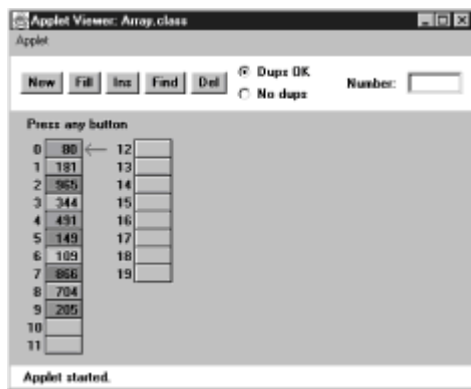 Applet Viewer: Array.class
Applet
New Fill Ins Find Del
Dups OK
No dups
Number:
Press any button
0 80 12
1 181 13
2 965 14
3 344 15
4 491 16
5 149 17
6 109 18
7 866 19
8 704
9 205
10
11
Applet started.